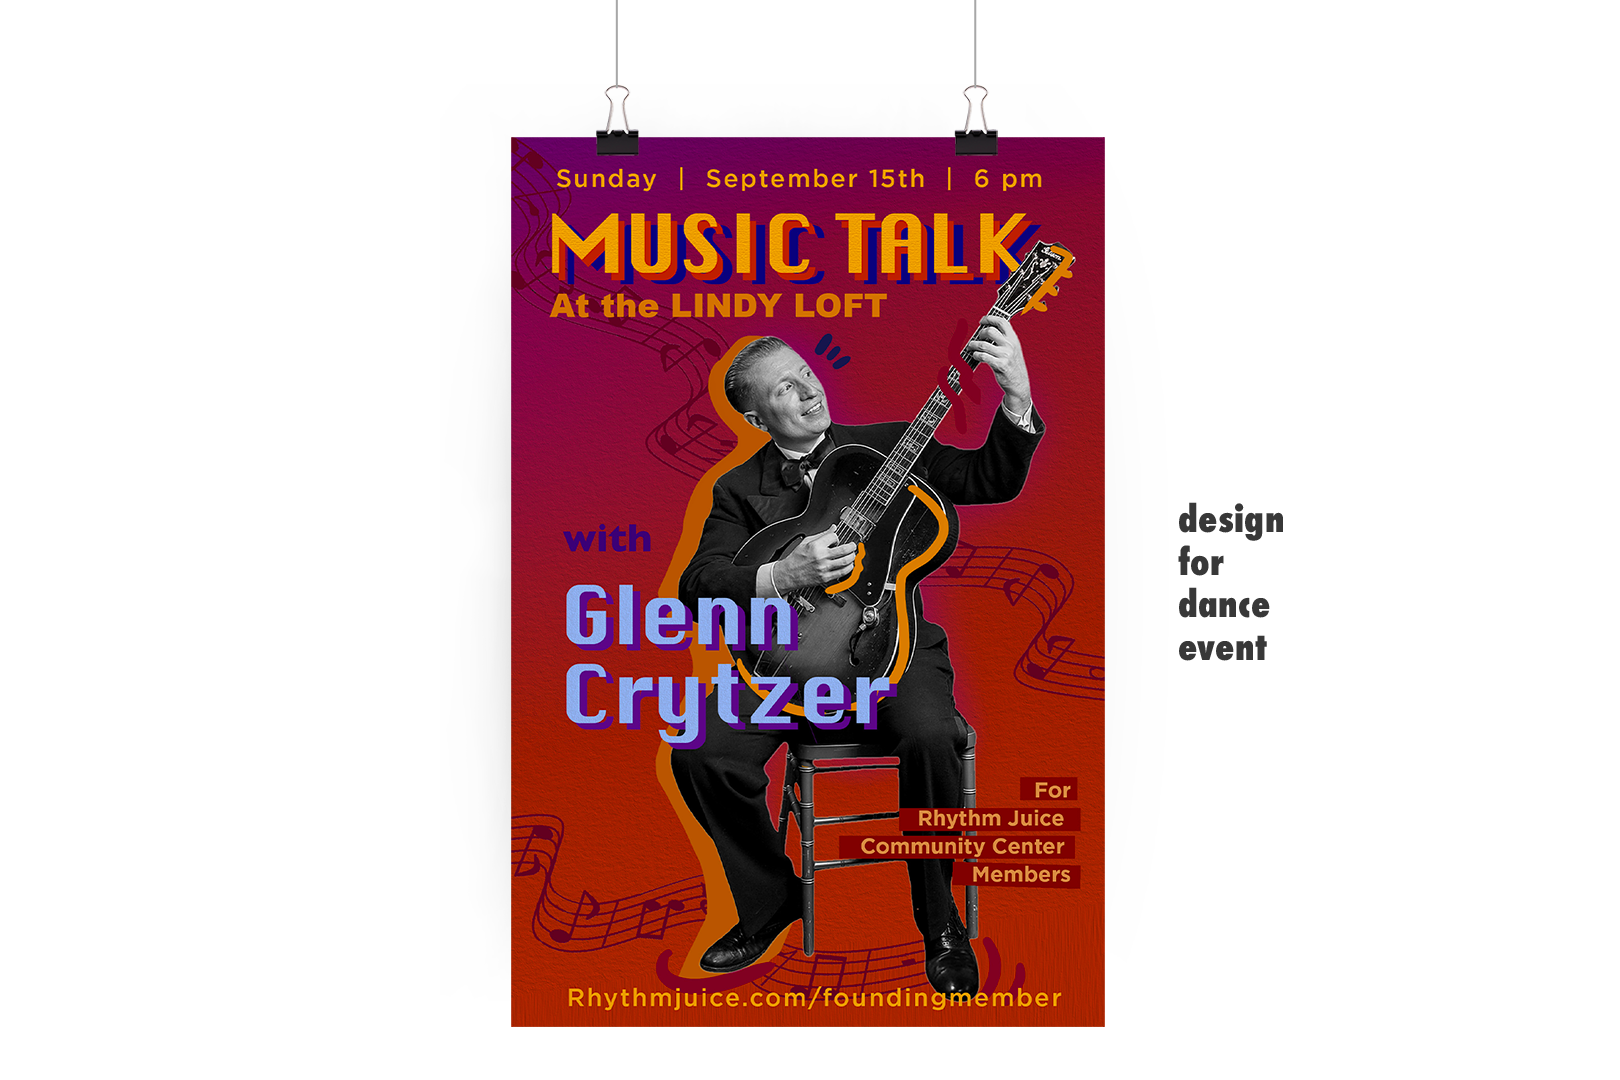 Sunday | September 15th | 6 pm
MUSIC TALK
At the LINDY LOFT
with
Glenn
Crytzer
For
Rhythm Juice
Community Center
Members
Rhythmjuice.com/foundingmember
design
for
dance
event